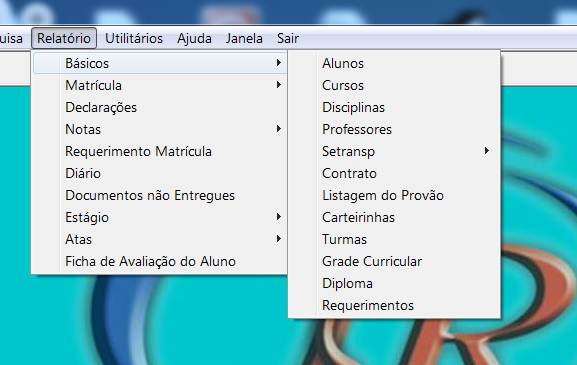 uisa Relatório Utilitários Ajuda Janela Sair
Básicos
Matrícula
Declarações
Notas
Requerimento Matrícula
Diário
Documentos não Entregues
Estágio
Atas
Ficha de Avaliação do Aluno
Alunos
Cursos
Disciplinas
Professores
Setransp
Contrato
Listagem do Provão
Carteirinhas
Turmas
Grade Curricular
Diploma
Requerimentos